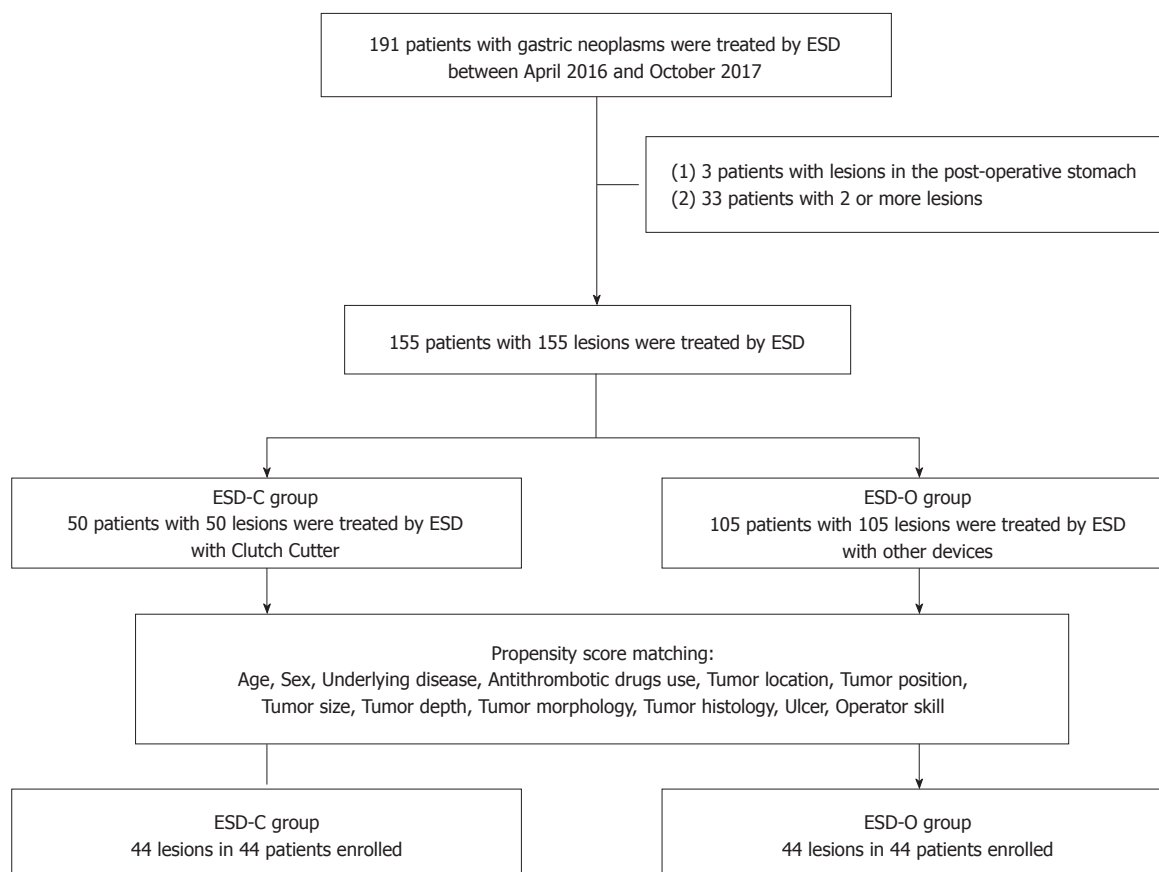 191 patients with gastric neoplasms were treated by ESD
between April 2016 and October 2017
(1) 3 patients with lesions in the post-operative stomach
(2) 33 patients with 2 or more lesions
155 patients with 155 lesions were treated by ESD
ESD-C group
50 patients with 50 lesions were treated by ESD
with Clutch Cutter
ESD-O group
105 patients with 105 lesions were treated by ESD
with other devices
Propensity score matching:
Age, Sex, Underlying disease, Antithrombotic drugs use, Tumor location, Tumor position,
Tumor size, Tumor depth, Tumor morphology, Tumor histology, Ulcer, Operator skill
ESD-C group
44 lesions in 44 patients enrolled
ESD-O group
44 lesions in 44 patients enrolled